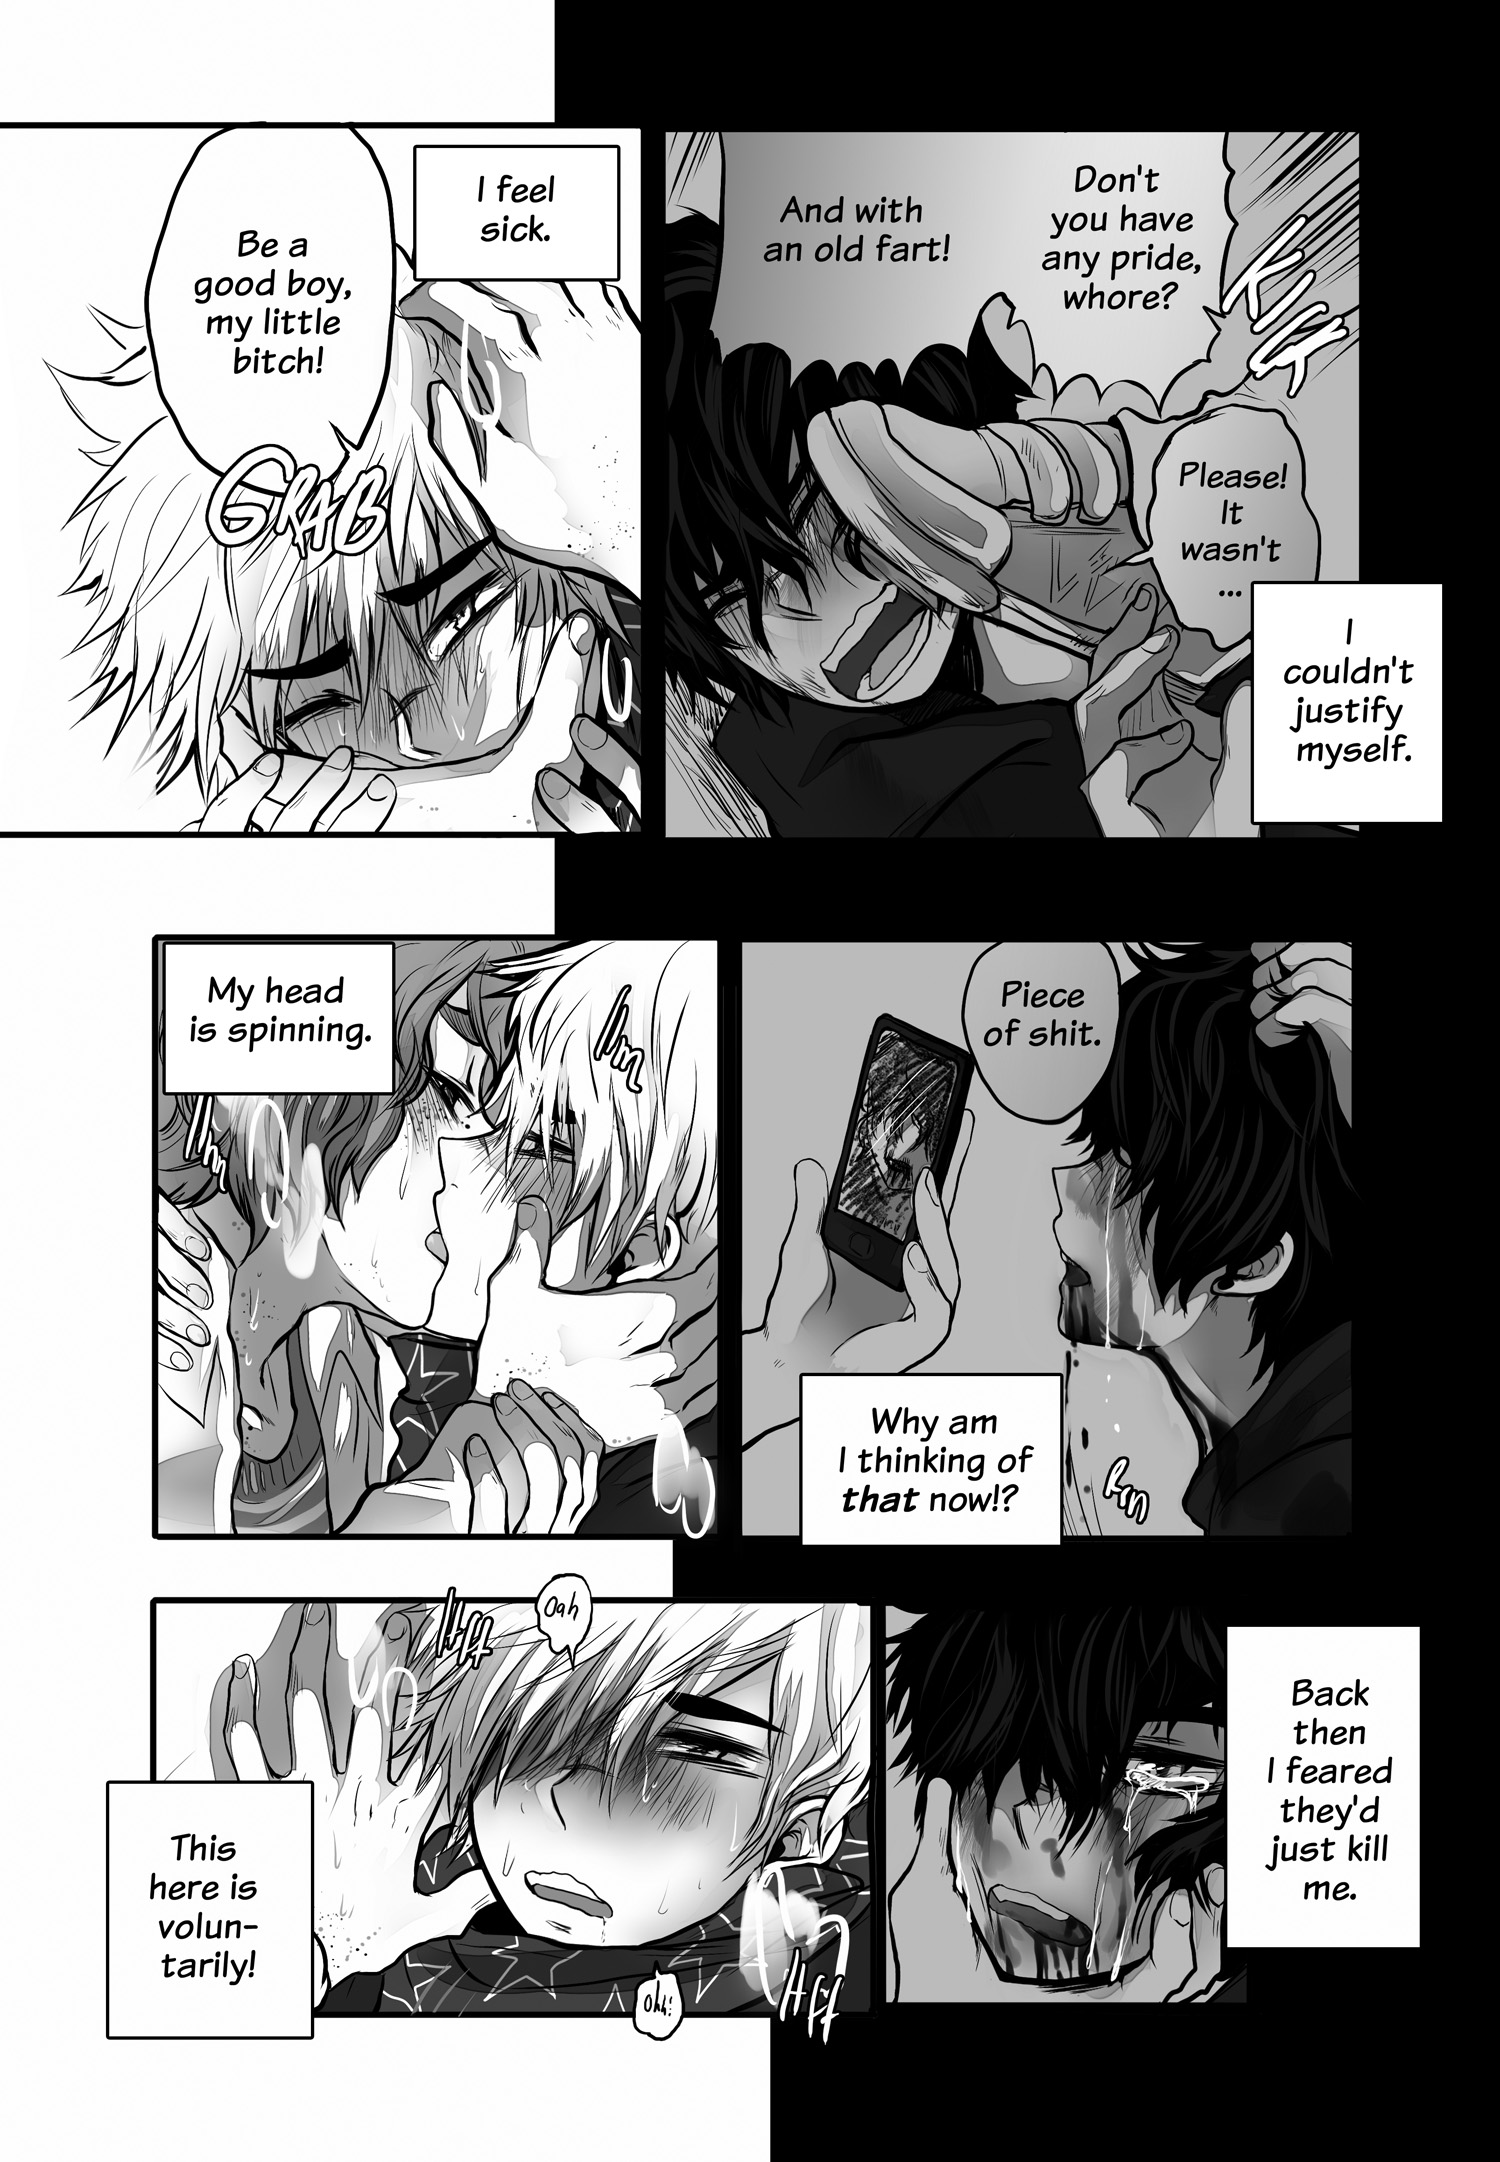 Don't
you have
any pride,
whore?
And with
an old fart!
KICK
Please!
It
wasn't
...
I
couldn't
justify
myself.
I feel
sick.
Be a
good boy,
my little
bitch!
GRAB
Piece
of shit.
Why am
I thinking of
that now!?
My head
is spinning.
Back
then
I feared
they'd
just kill
me.
Oah
Hff
This
here is
volun-
tarily!
Hff